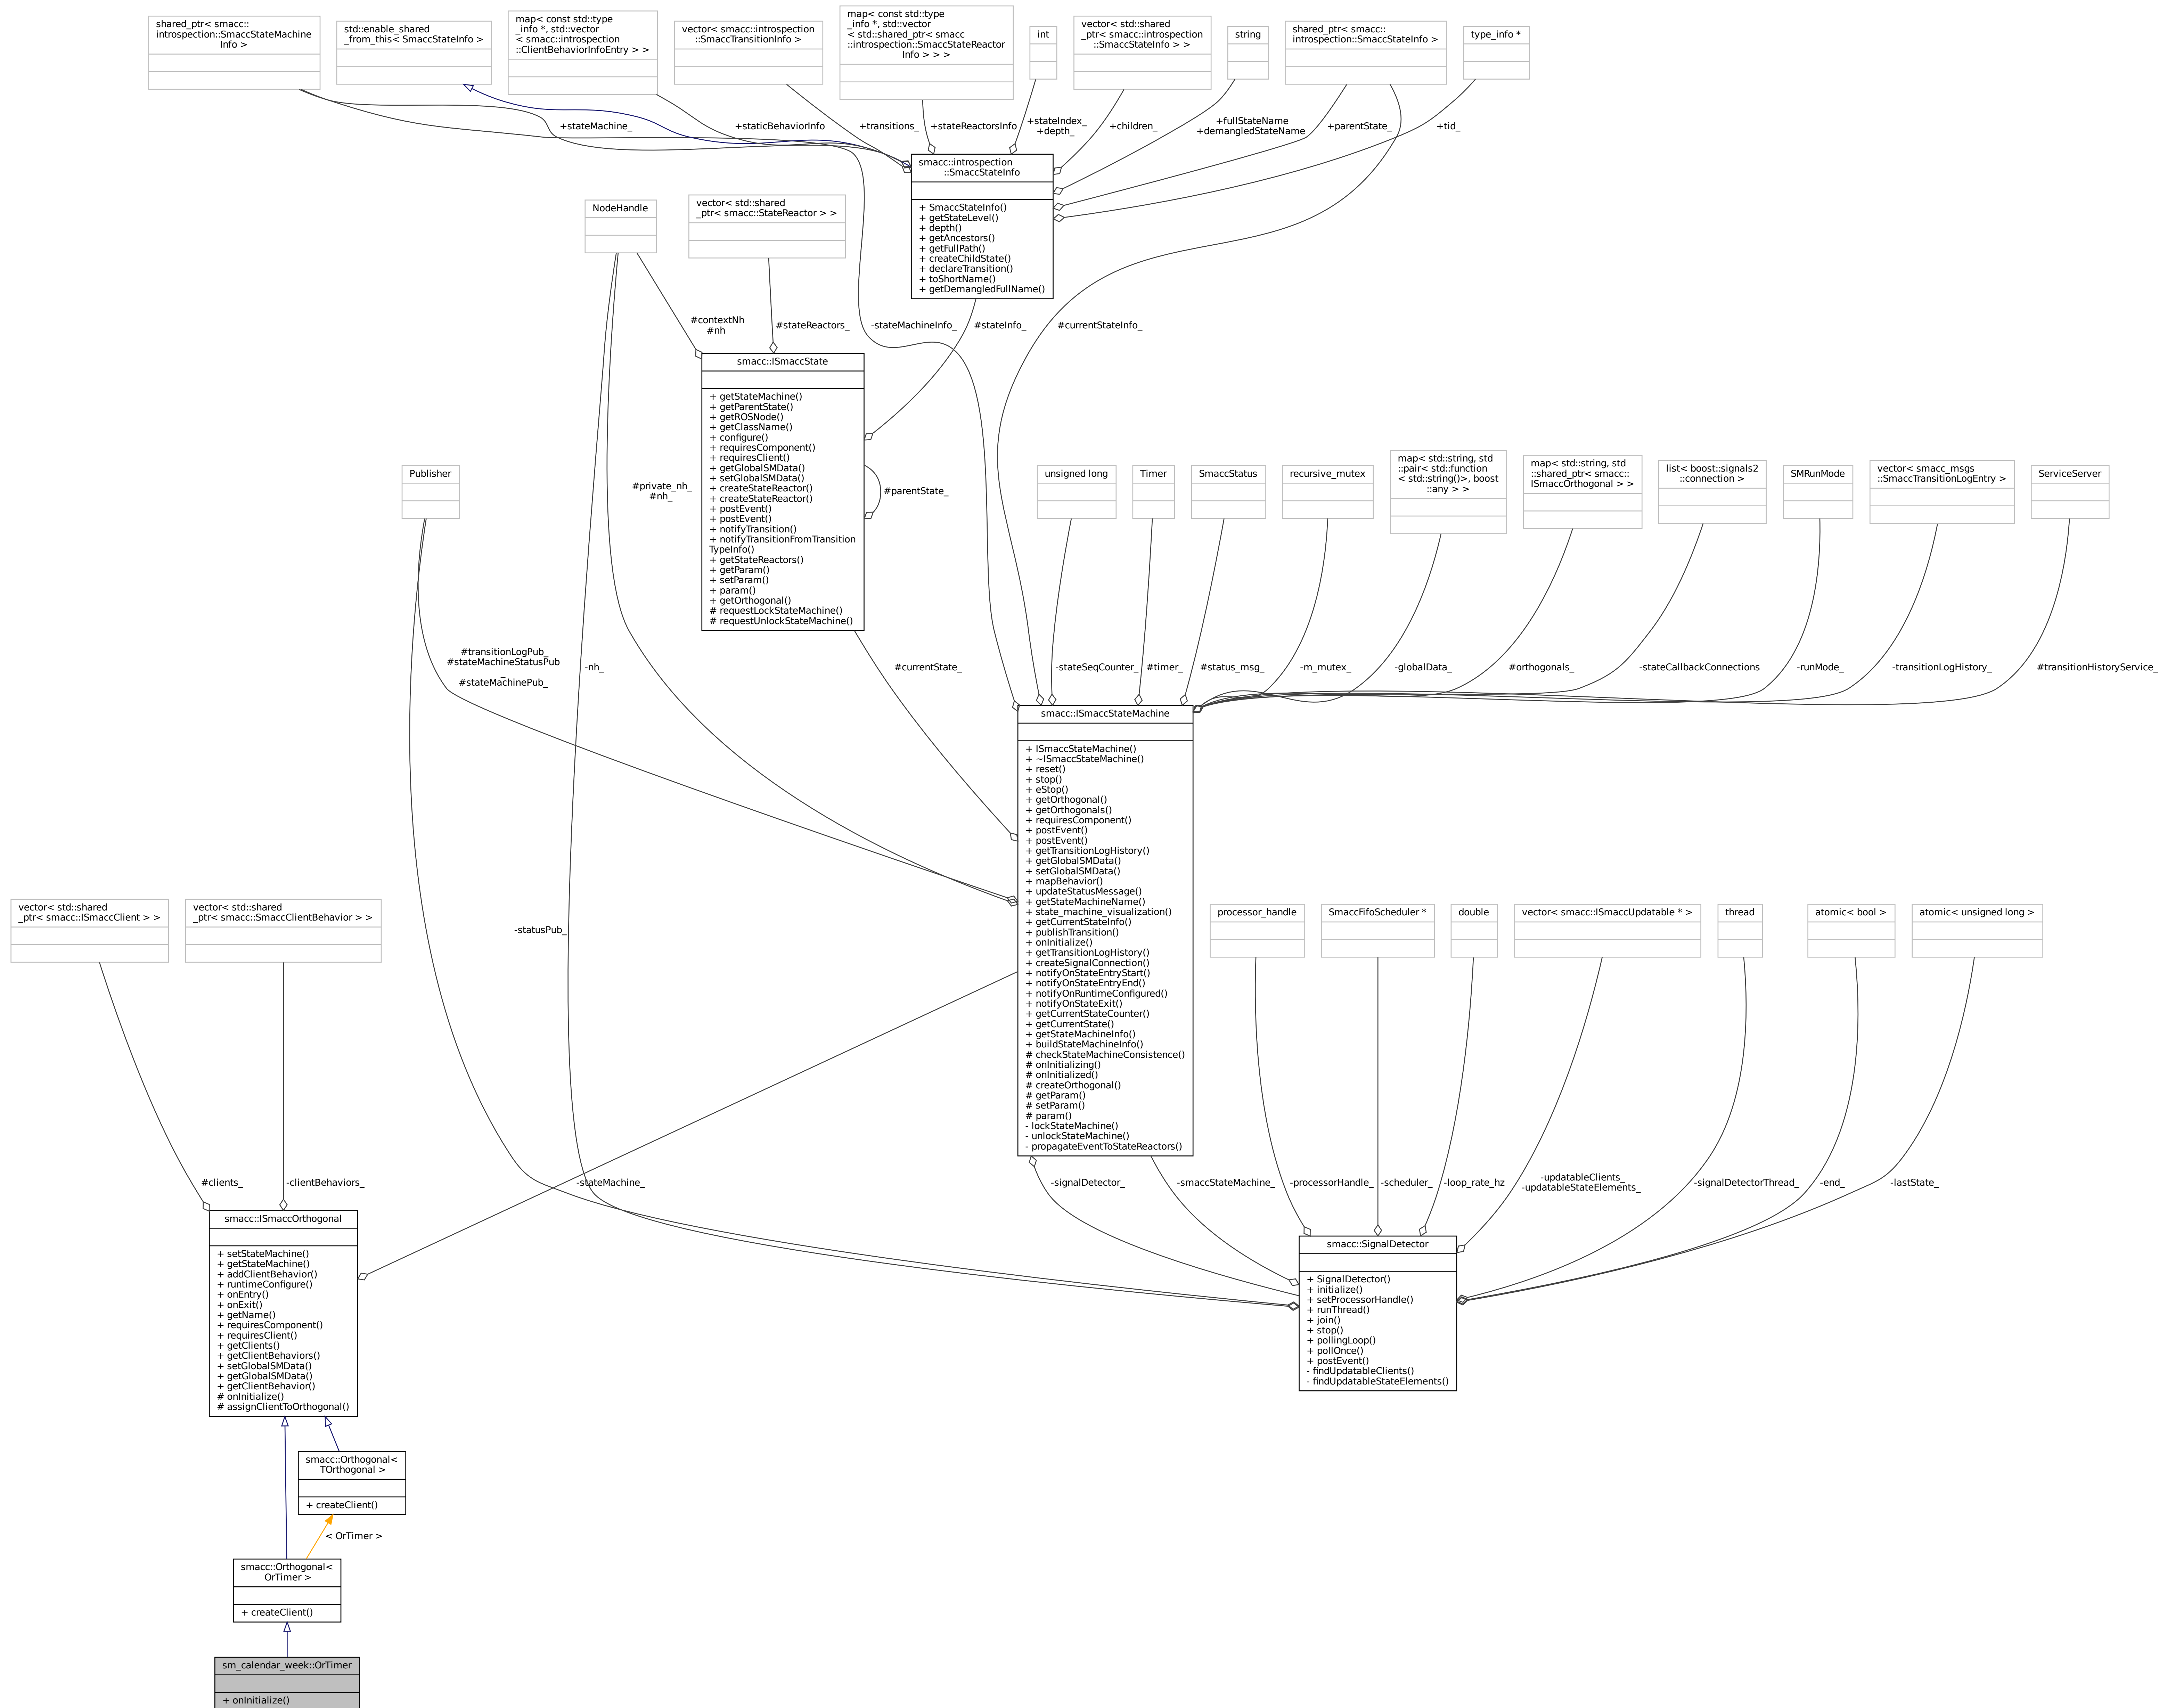 shared_ptr< smacc::
introspection::SmaccStateMachine
Info >
std::enable_shared
_from_this< SmaccStateInfo >
map< const std::type
_info *, std::vector
< smacc::introspection
::ClientBehaviorInfoEntry > >
vector< smacc::introspection
::SmaccTransitionInfo >
map< const std::type
_info *, std::vector
< std::shared_ptr< smacc
::introspection::SmaccStateReactor
Info > > >
int
vector< std::shared
_ptr< smacc::introspection
::SmaccStateInfo > >
string
shared_ptr< smacc::
introspection::SmaccStateInfo >
type_info *
+stateMachine_
+staticBehaviorInfo
+transitions_
+stateReactorsInfo
+stateIndex_
+depth_
+children_
+fullStateName
+demangledStateName
+parentState_
+tid_
smacc::introspection
::SmaccStateInfo
+ SmaccStateInfo()
+ getStateLevel()
+ depth()
+ getAncestors()
+ getFullPath()
+ createChildState()
+ declareTransition()
+ toShortName()
+ getDemangledFullName()
NodeHandle
vector< std::shared
_ptr< smacc::StateReactor > >
#contextNh
#nh
#stateReactors_
-stateMachineInfo_
#stateInfo_
#currentStateInfo_
smacc::ISmaccState
+ getStateMachine()
+ getParentState()
+ getROSNode()
+ getClassName()
+ configure()
+ requiresComponent()
+ requiresClient()
+ getGlobalSMData()
+ setGlobalSMData()
+ createStateReactor()
+ createStateReactor()
+ postEvent()
+ postEvent()
+ notifyTransition()
+ notifyTransitionFromTransition
TypeInfo()
+ getStateReactors()
+ getParam()
+ setParam()
+ param()
+ getOrthogonal()
# requestLockStateMachine()
# requestUnlockStateMachine()
#parentState_
#private_nh_
#nh_
Publisher
unsigned long
Timer
SmaccStatus
recursive_mutex
map< std::string, std
::pair< std::function
< std::string()>, boost
::any > >
map< std::string, std
::shared_ptr< smacc::
ISmaccOrthogonal > >
list< boost::signals2
::connection >
SMRunMode
vector< smacc_msgs
::SmaccTransitionLogEntry >
ServiceServer
#transitionLogPub_
#stateMachineStatusPub
_
#stateMachinePub_
-nh_
#currentState_
-stateSeqCounter_
#timer_
#status_msg_
-m_mutex_
-globalData_
#orthogonals_
-stateCallbackConnections
-runMode_
-transitionLogHistory_
#transitionHistoryService_
smacc::ISmaccStateMachine
+ ISmaccStateMachine()
+ ~ISmaccStateMachine()
+ reset()
+ stop()
+ eStop()
+ getOrthogonal()
+ getOrthogonals()
+ requiresComponent()
+ postEvent()
+ postEvent()
+ getTransitionLogHistory()
+ getGlobalSMData()
+ setGlobalSMData()
+ mapBehavior()
+ updateStatusMessage()
+ getStateMachineName()
+ state_machine_visualization()
+ getCurrentStateInfo()
+ publishTransition()
+ onInitialize()
+ getTransitionLogHistory()
+ createSignalConnection()
+ notifyOnStateEntryStart()
+ notifyOnStateEntryEnd()
+ notifyOnRuntimeConfigured()
+ notifyOnStateExit()
+ getCurrentStateCounter()
+ getCurrentState()
+ getStateMachineInfo()
+ buildStateMachineInfo()
# checkStateMachineConsistence()
# onInitializing()
# onInitialized()
# createOrthogonal()
# getParam()
# setParam()
# param()
- lockStateMachine()
- unlockStateMachine()
- propagateEventToStateReactors()
vector< std::shared
_ptr< smacc::ISmaccClient > >
vector< std::shared
_ptr< smacc::SmaccClientBehavior > >
-statusPub_
processor_handle
SmaccFifoScheduler *
double
vector< smacc::ISmaccUpdatable * >
thread
atomic< bool >
atomic< unsigned long >
#clients_
-clientBehaviors_
-stateMachine_
-signalDetector_
-smaccStateMachine_
-processorHandle_
-scheduler_
-loop_rate_hz
-updatableClients_
-updatableStateElements_
-signalDetectorThread_
-end_
-lastState_
smacc::ISmaccOrthogonal
+ setStateMachine()
+ getStateMachine()
+ addClientBehavior()
+ runtimeConfigure()
+ onEntry()
+ onExit()
+ getName()
+ requiresComponent()
+ requiresClient()
+ getClients()
+ getClientBehaviors()
+ setGlobalSMData()
+ getGlobalSMData()
+ getClientBehavior()
# onInitialize()
# assignClientToOrthogonal()
smacc::SignalDetector
+ SignalDetector()
+ initialize()
+ setProcessorHandle()
+ runThread()
+ join()
+ stop()
+ pollingLoop()
+ pollOnce()
+ postEvent()
- findUpdatableClients()
- findUpdatableStateElements()
smacc::Orthogonal<
TOrthogonal >
+ createClient()
< OrTimer >
smacc::Orthogonal<
OrTimer >
+ createClient()
sm_calendar_week::OrTimer
+ onInitialize()